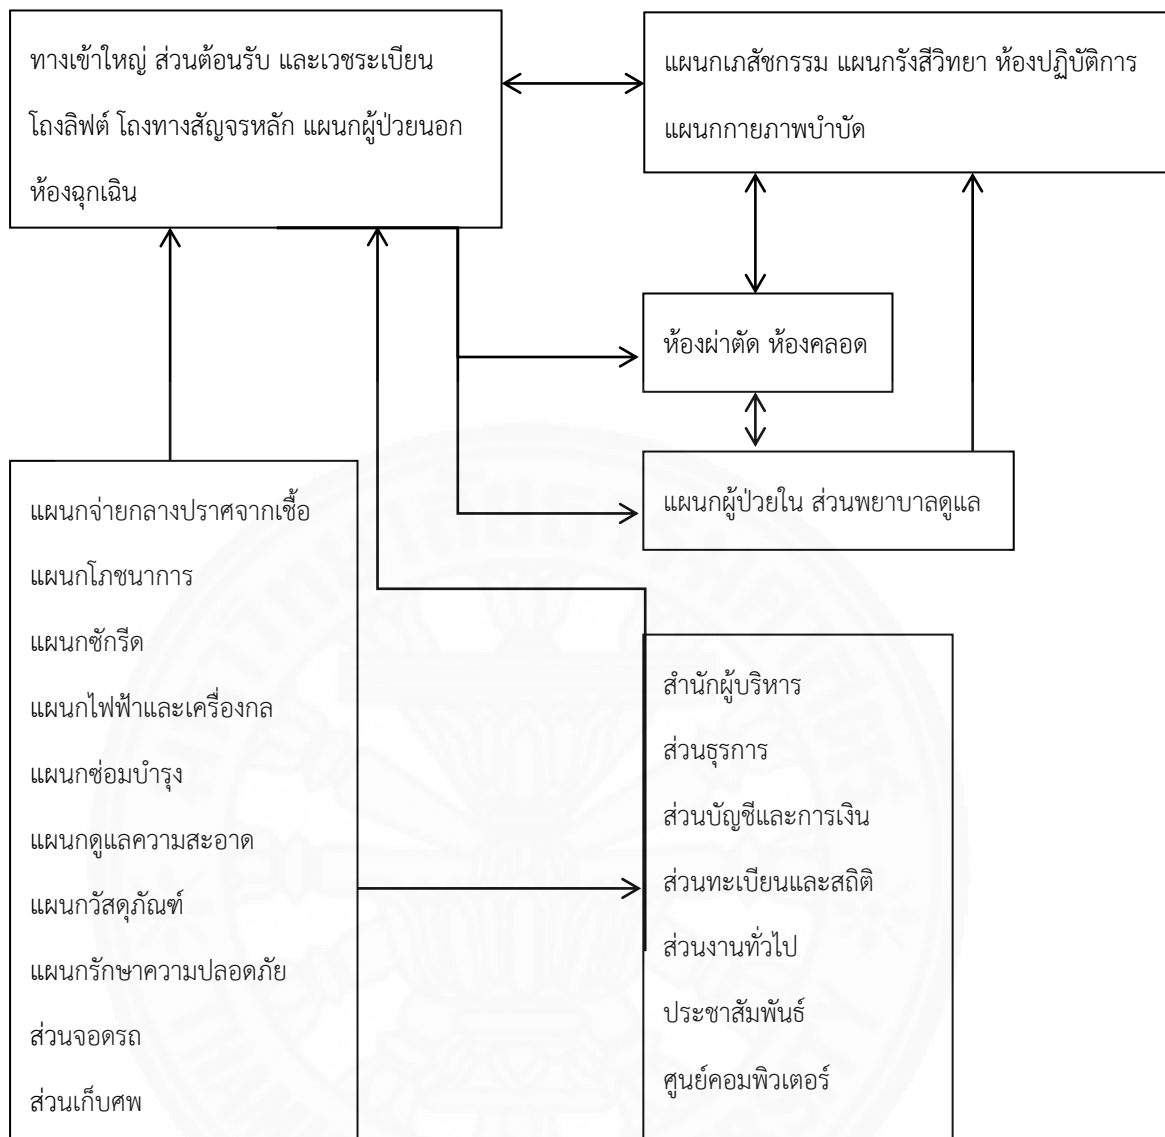 ทางเข้าใหญ่ ส่วนต้อนรับ และเวชระเบียน
โถงลิฟต์ โถงทางสัญจรหลัก แผนกผู้ป่วยนอก
ห้องฉุกเฉิน
แผนกเภสัชกรรม แผนกรังสีวิทยา ห้องปฏิบัติการ
แผนกกายภาพบำบัด
ห้องผ่าตัด ห้องคลอด
แผนกผู้ป่วยใน ส่วนพยาบาลดูแล
แผนกจ่ายกลางปราศจากเชื้อ
แผนกโภชนาการ
แผนกซักรีด
แผนกไฟฟ้าและเครื่องกล
แผนกซ่อมบำรุง
แผนกดูแลความสะอาด
แผนกวัสดุภัณฑ์
แผนกรักษาความปลอดภัย
ส่วนจอดรถ
ส่วนเก็บศพ
สำนักผู้บริหาร
ส่วนธุรการ
ส่วนบัญชีและการเงิน
ส่วนทะเบียนและสถิติ
ส่วนงานทั่วไป
ประชาสัมพันธ์
ศูนย์คอมพิวเตอร์